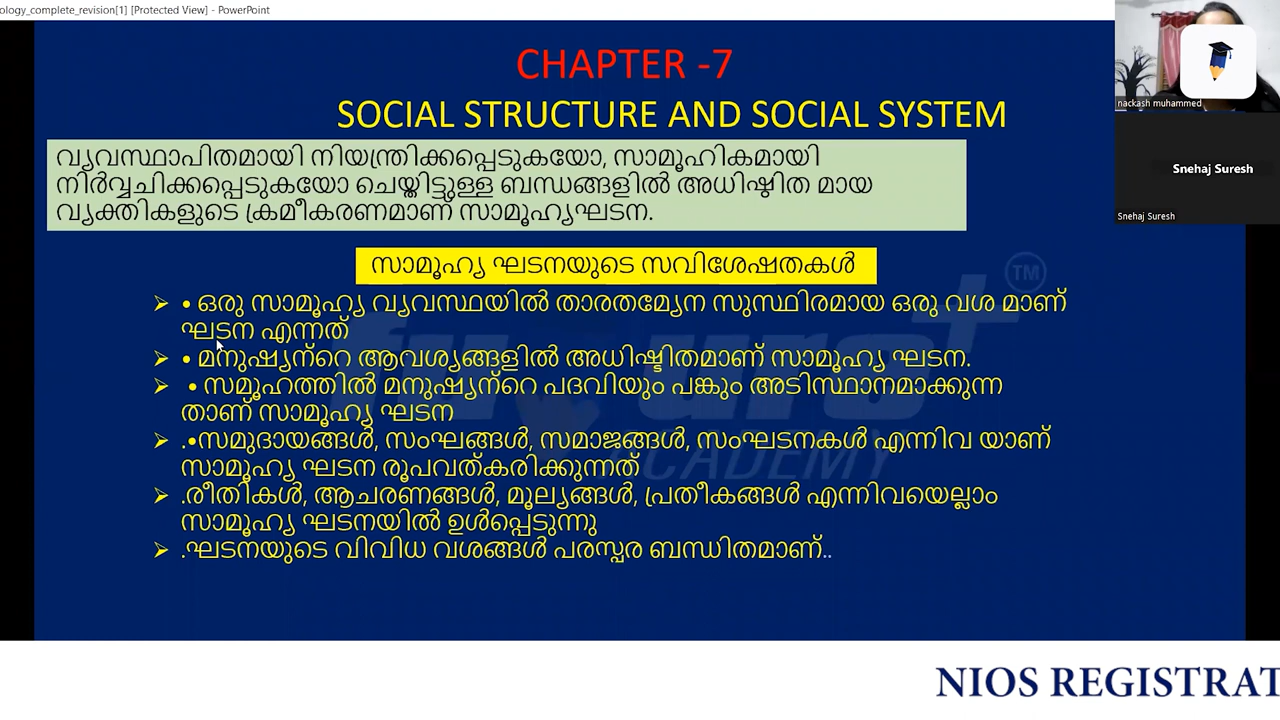 ology_complete_revision[1] [Protected View] - PowerPoint
CHAPTER -7
SOCIAL STRUCTURE AND SOCIAL SYSTEM
വ്യവസ്ഥാപിതമായി നിയന്ത്രിക്കപ്പെടുകയോ, സാമൂഹികമായി
നിർവ്വചിക്കപ്പെടുകയോ ചെയ്തിട്ടുള്ള ബന്ധങ്ങളിൽ അധിഷ്ഠിത മായ
വ്യക്തികളുടെ ക്രമീകരണമാണ് സാമൂഹ്യഘടന.
സാമൂഹ്യ ഘടനയുടെ സവിശേഷതകൾ
➢ • ഒരു സാമൂഹ്യ വ്യവസ്ഥയിൽ താരതമ്യേന സുസ്ഥിരമായ ഒരു വശ മാണ്
ഘടന എന്നത്
➢ • മനുഷ്യന്റെ ആവശ്യങ്ങളിൽ അധിഷ്ടിതമാണ് സാമൂഹ്യ ഘടന.
➢ • സമൂഹത്തിൽ മനുഷ്യന്റെ പദവിയും പങ്കും അടിസ്ഥാനമാക്കുന്ന
താണ് സാമൂഹ്യ ഘടന
➢ .•സമുദായങ്ങൾ, സംഘങ്ങൾ, സമാജങ്ങൾ, സംഘടനകൾ എന്നിവ യാണ്
സാമൂഹ്യ ഘടന രൂപവത്കരിക്കുന്നത്
➢ .രീതികൾ, ആചരണങ്ങൾ, മൂല്യങ്ങൾ, പ്രതീകങ്ങൾ എന്നിവയെല്ലാം
സാമൂഹ്യ ഘടനയിൽ ഉൾപ്പെടുന്നു
➢ .ഘടനയുടെ വിവിധ വശങ്ങൾ പരസ്പര ബന്ധിതമാണ്..
TM
ACADEMY
nackash muhammed
Snehaj Suresh
Snehaj Suresh
NIOS REGISTRAT